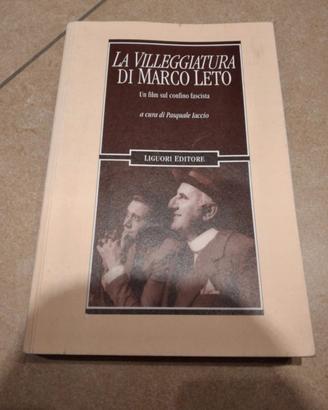 LA VILLEGGIATURA
DI MARCO LETO
Un film sul confino fascista
a cura di Pasquale Iaccio
LIGUORI EDITORE